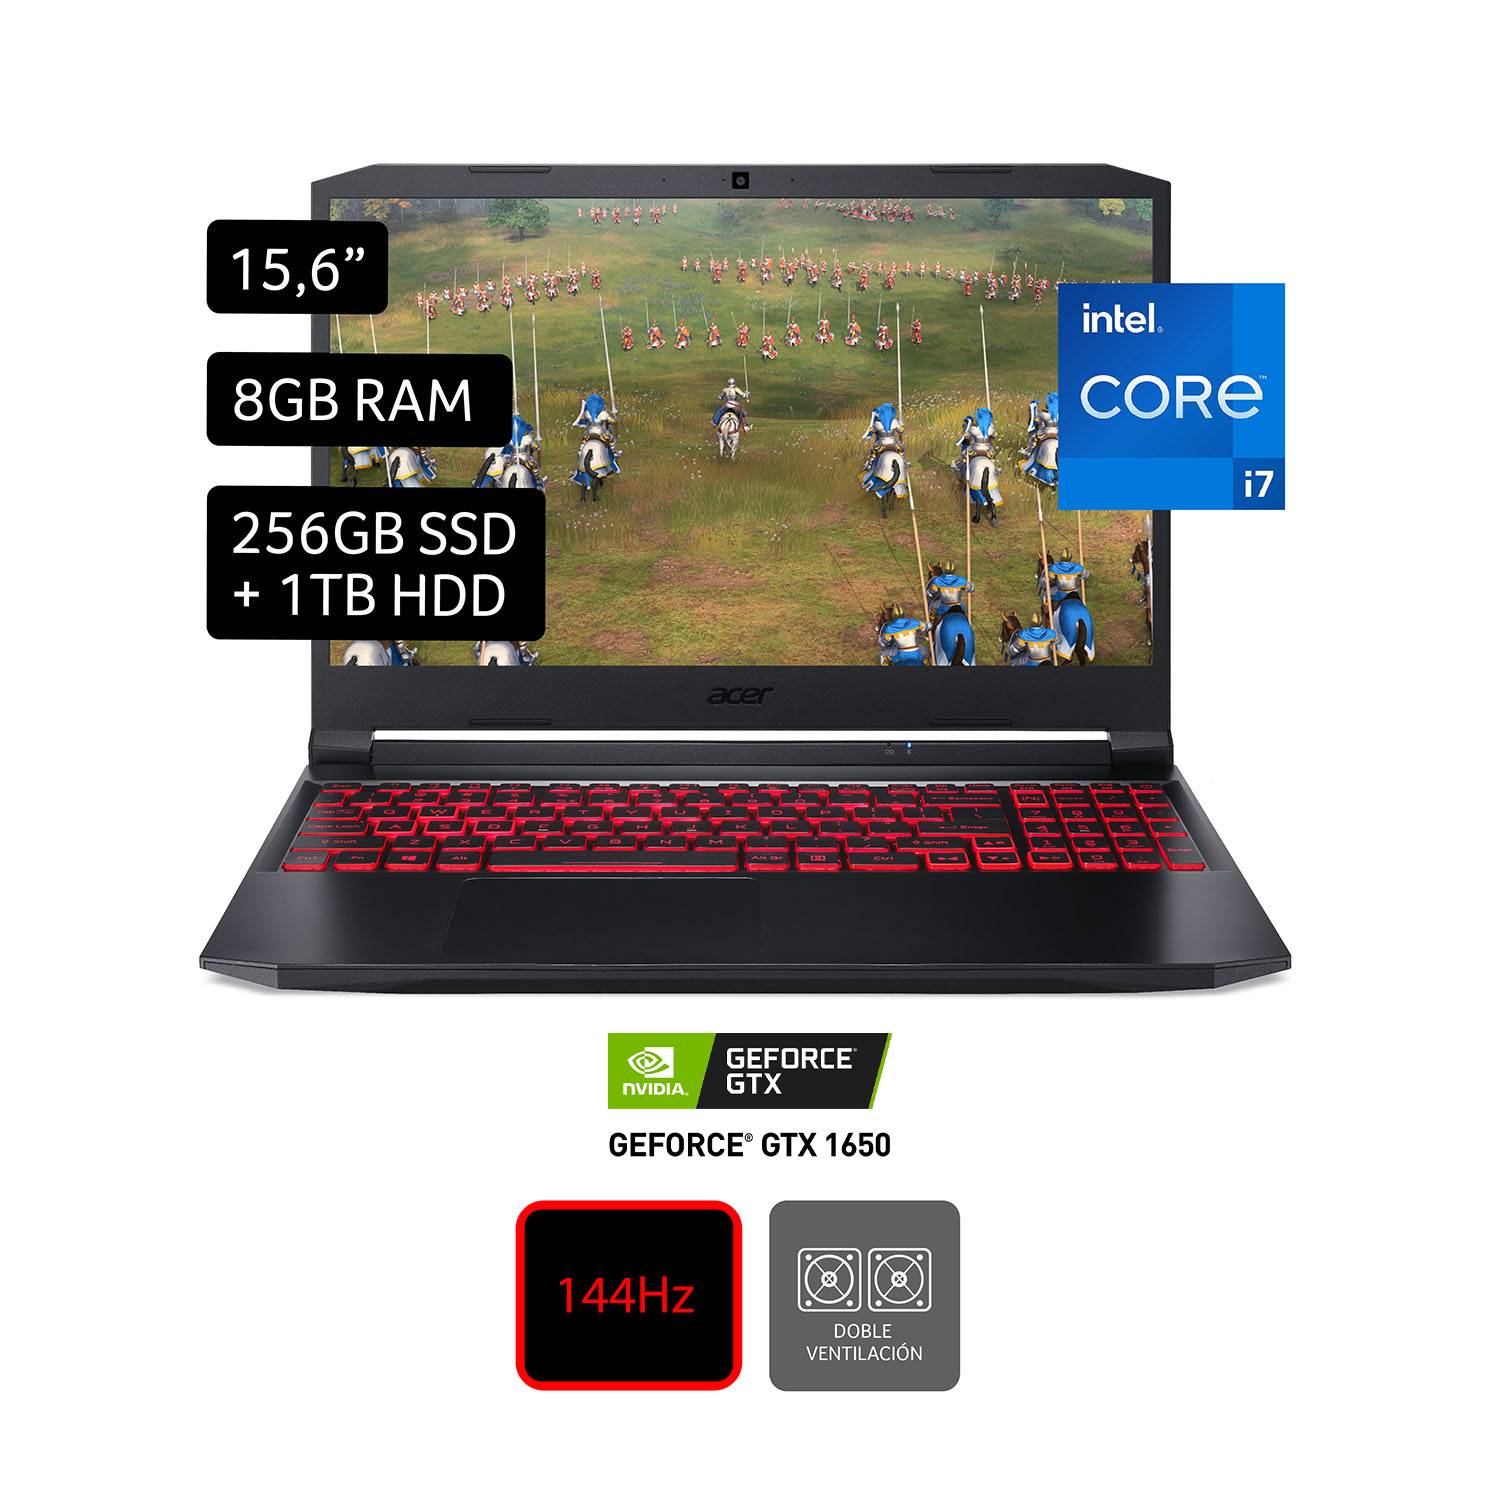 15,6”
8GB RAM
256GB SSD
+ 1TB HDD
intel.
CORE™
i7
acer
NVIDIA.
GEFORCE®
GTX
GEFORCE® GTX 1650
144Hz
DOBLE
VENTILACIÓN